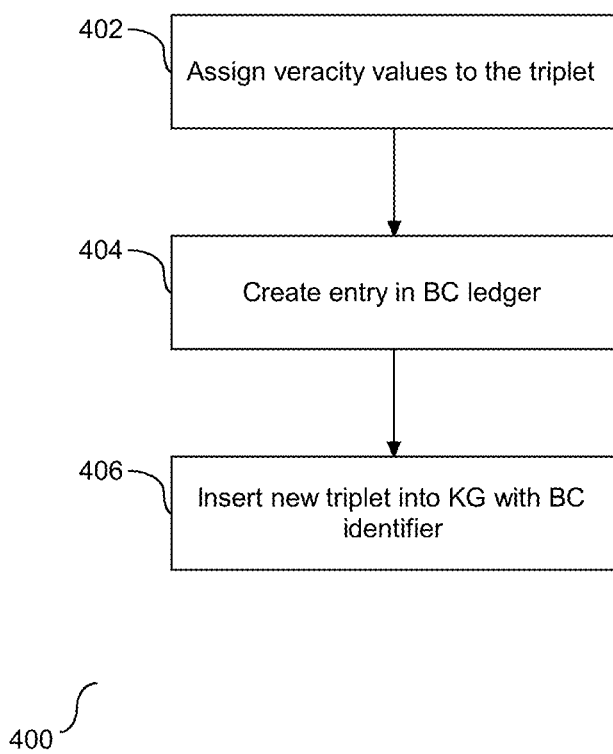 402
Assign veracity values to the triplet
404
Create entry in BC ledger
406
Insert new triplet into KG with BC
identifier
400